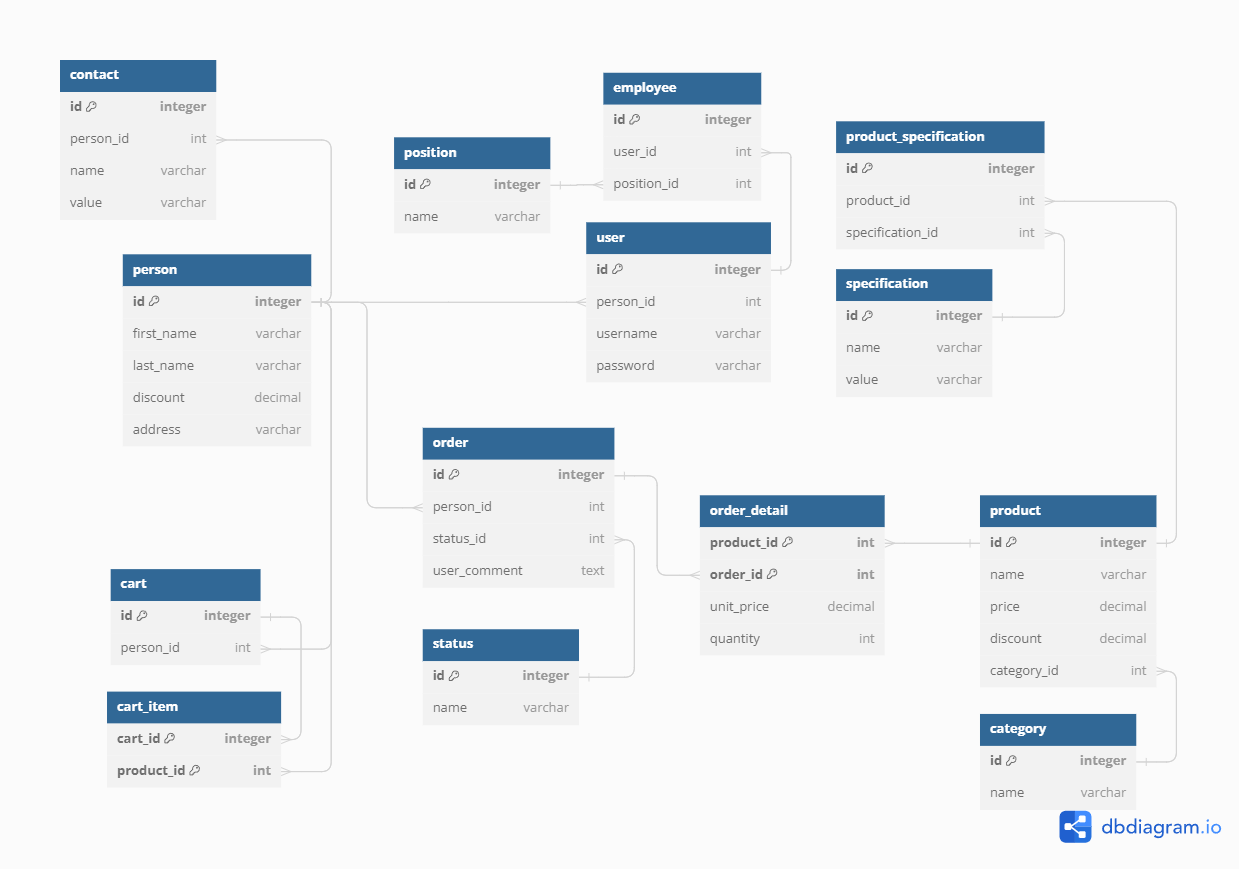 contact
id integer
person_id int
name varchar
value varchar
person
id integer
first_name varchar
last_name varchar
discount decimal
address varchar
position
id integer
name varchar
employee
id integer
user_id int
position_id int
user
id integer
person_id int
username varchar
password varchar
product_specification
id integer
product_id int
specification_id int
specification
id integer
name varchar
value varchar
order
id integer
person_id int
status_id int
user_comment text
status
id integer
name varchar
order_detail
product_id int
order_id int
unit_price decimal
quantity int
product
id integer
name varchar
price decimal
discount decimal
category_id int
category
id integer
name varchar
cart
id integer
person_id int
cart_item
cart_id integer
product_id int
dbdiagram.io